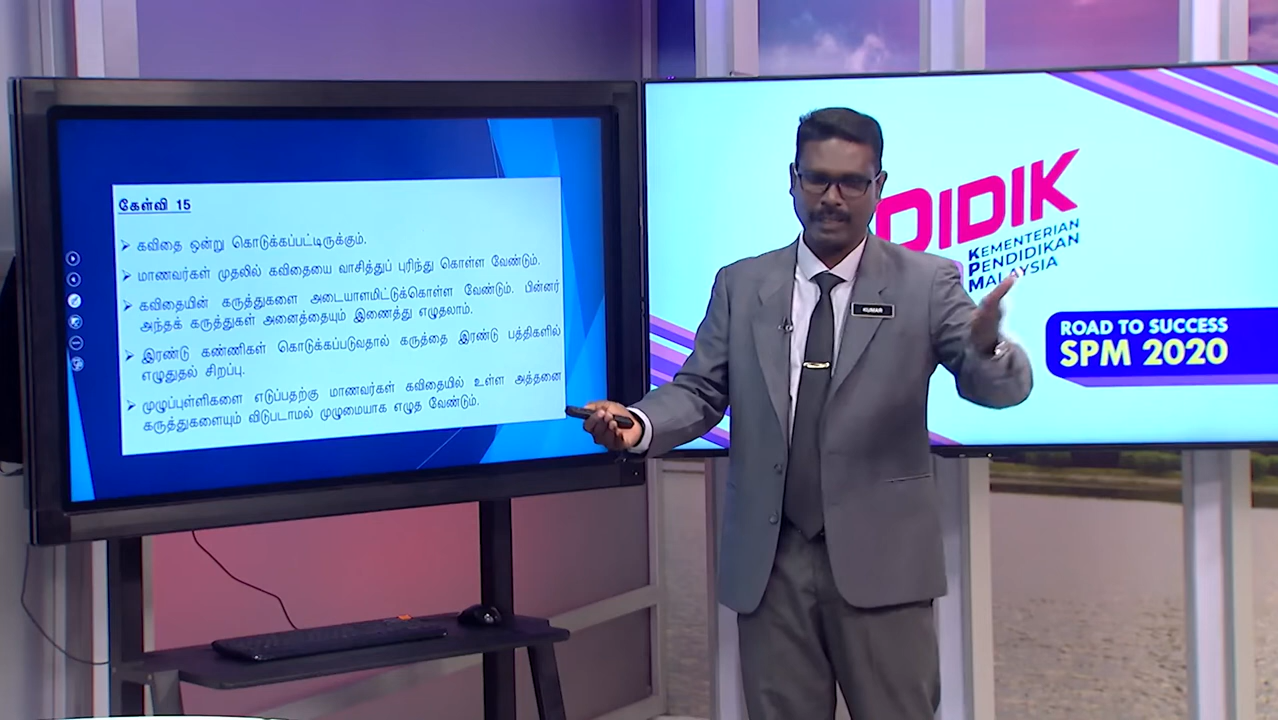 கேள்வி 15
➤ கவிதை ஒன்று கொடுக்கப்பட்டிருக்கும்.
➤ மாணவர்கள் முதலில் கவிதையை வாசித்துப் புரிந்து கொள்ள வேண்டும்.
➤ கவிதையின் கருத்துகளை அடையாளமிட்டுக்கொள்ள வேண்டும். பின்னர்
அந்தக் கருத்துகள் அனைத்தையும் இணைத்து எழுதலாம்.
➤ இரண்டு கண்ணிகள் கொடுக்கப்படுவதால் கருத்தை இரண்டு பத்திகளில்
எழுதுதல் சிறப்பு.
➤ முழுப்புள்ளிகளை எடுப்பதற்கு மாணவர்கள் கவிதையில் உள்ள அத்தனை
கருத்துகளையும் விடுபடாமல் முழுமையாக எழுத வேண்டும்.
KUMAR
DIDIK
KEMENTERIAN
PENDIDIKAN
MALAYSIA
ROAD TO SUCCESS
SPM 2020